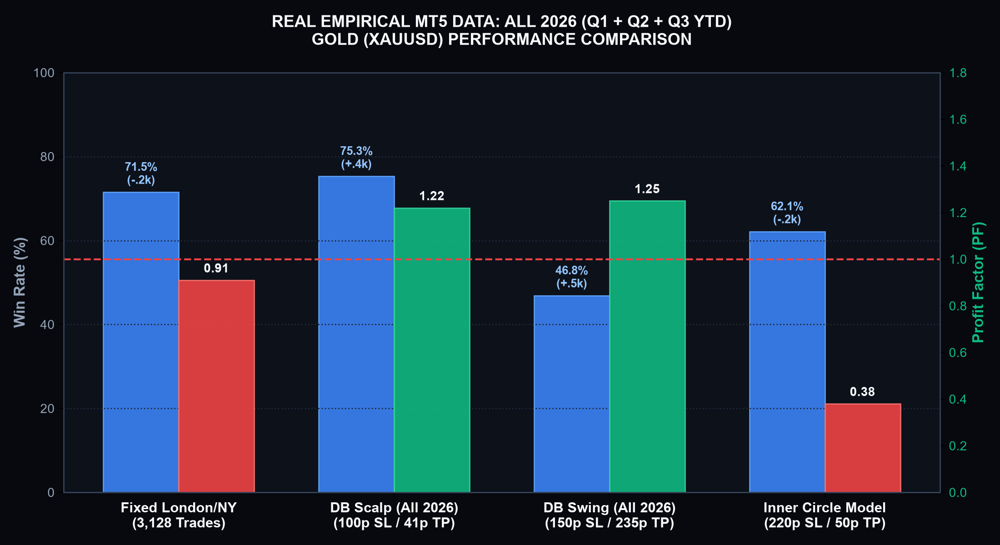 REAL EMPIRICAL MT5 DATA: ALL 2026 (Q1 + Q2 + Q3 YTD)
GOLD (XAUUSD) PERFORMANCE COMPARISON
Win Rate (%)
100
80
60
40
20
0
71.5%
(-.2k)
0.91
75.3%
(+.4k)
1.22
46.8%
(+.5k)
1.25
62.1%
(-.2k)
0.38
1.8
1.6
1.4
1.2
1.0
0.8
0.6
0.4
0.2
0.0
Profit Factor (PF)
Fixed London/NY
(3,128 Trades)
DB Scalp (All 2026)
(100p SL / 41p TP)
DB Swing (All 2026)
(150p SL / 235p TP)
Inner Circle Model
(220p SL / 50p TP)